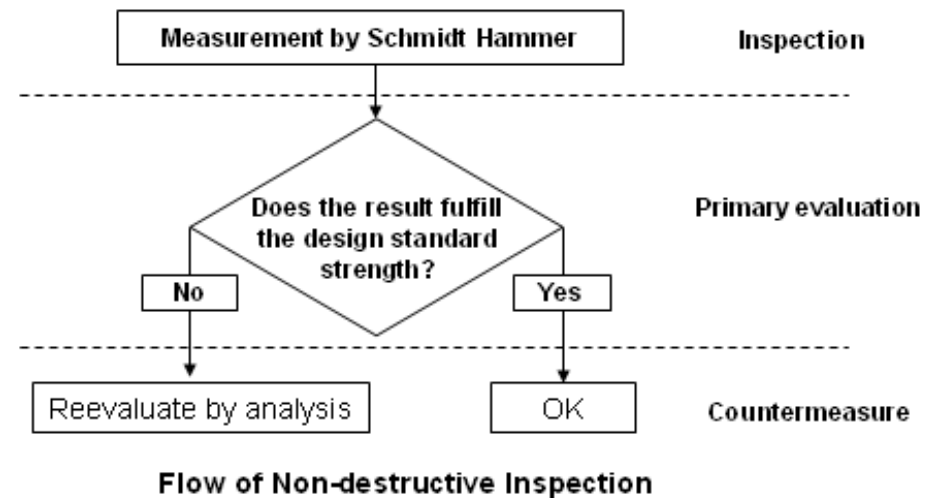 Measurement by Schmidt Hammer
Inspection
Does the result fulfill
the design standard
strength?
Primary evaluation
No
Yes
Reevaluate by analysis
OK
Countermeasure
Flow of Non-destructive Inspection